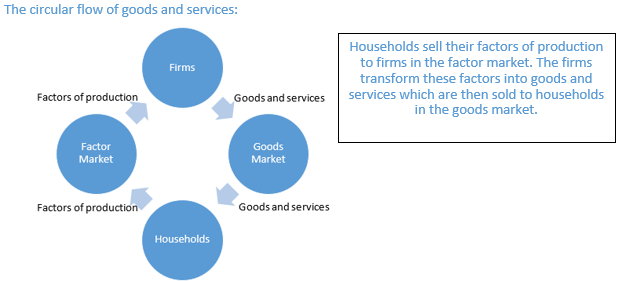 The circular flow of goods and services:
Households sell their factors of production
to firms in the factor market. The firms
transform these factors into goods and
services which are then sold to households
in the goods market.
Firms
Factors of production
Goods and services
Factor
Market
Goods
Market
Factors of production
Goods and services
Households